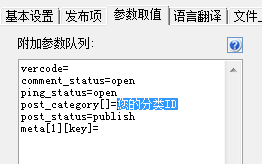 基本设置 发布项 参数取值 语言翻译 文件
附加参数队列:
vercode=
comment_status=open
ping_status=open
post_category[]=您的分类ID
post_status=publish
meta[1][key]=